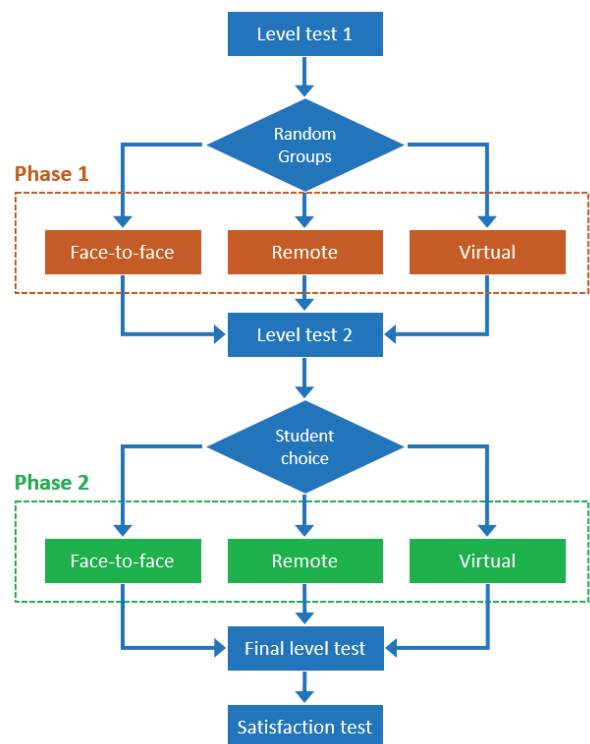 Level test 1
Random
Groups
Phase 1
Face-to-face
Remote
Virtual
Level test 2
Student
choice
Phase 2
Face-to-face
Remote
Virtual
Final level test
Satisfaction test